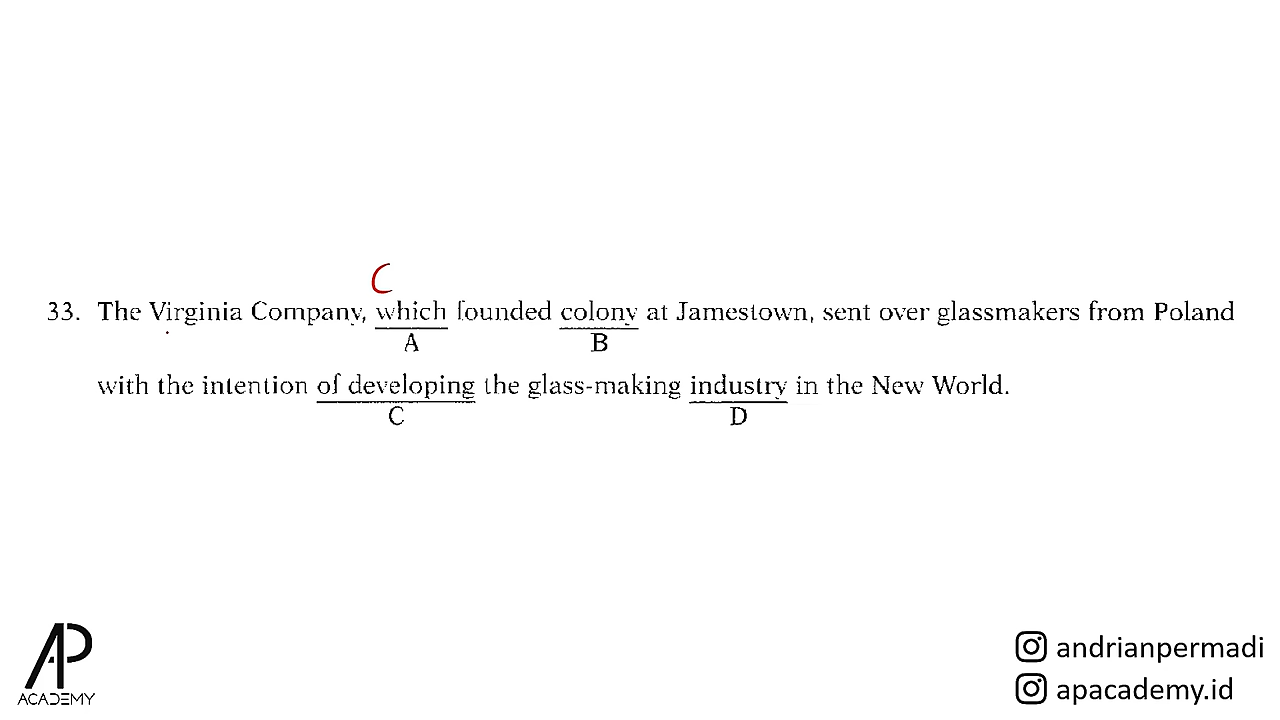 C
33. The Virginia Company, which founded colony at Jamestown, sent over glassmakers from Poland
A B
with the intention of developing the glass-making industry in the New World.
C D
AP
ACADEMY
andrianpermadi
apacademy.id